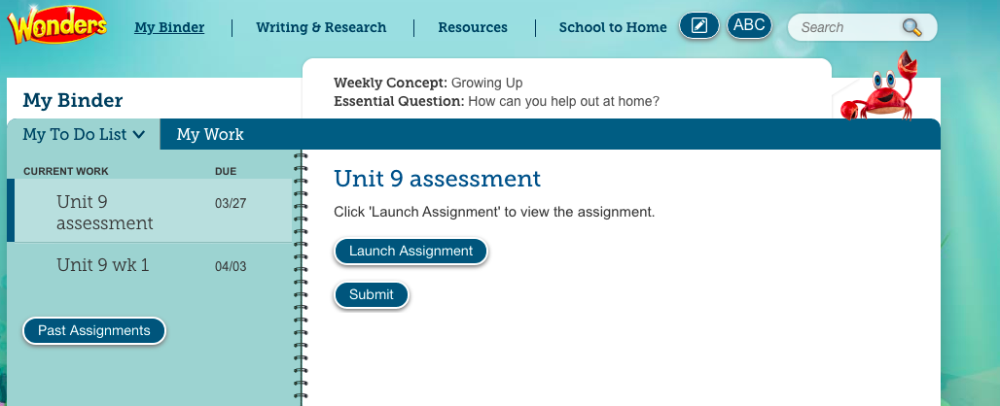 Wonders
My Binder
Writing & Research
Resources
School to Home
ABC
Search
Weekly Concept: Growing Up
Essential Question: How can you help out at home?
My Binder
My To Do List
My Work
CURRENT WORK DUE
Unit 9 03/27
assessment
Unit 9 wk 1 04/03
Past Assignments
Unit 9 assessment
Click 'Launch Assignment' to view the assignment.
Launch Assignment
Submit